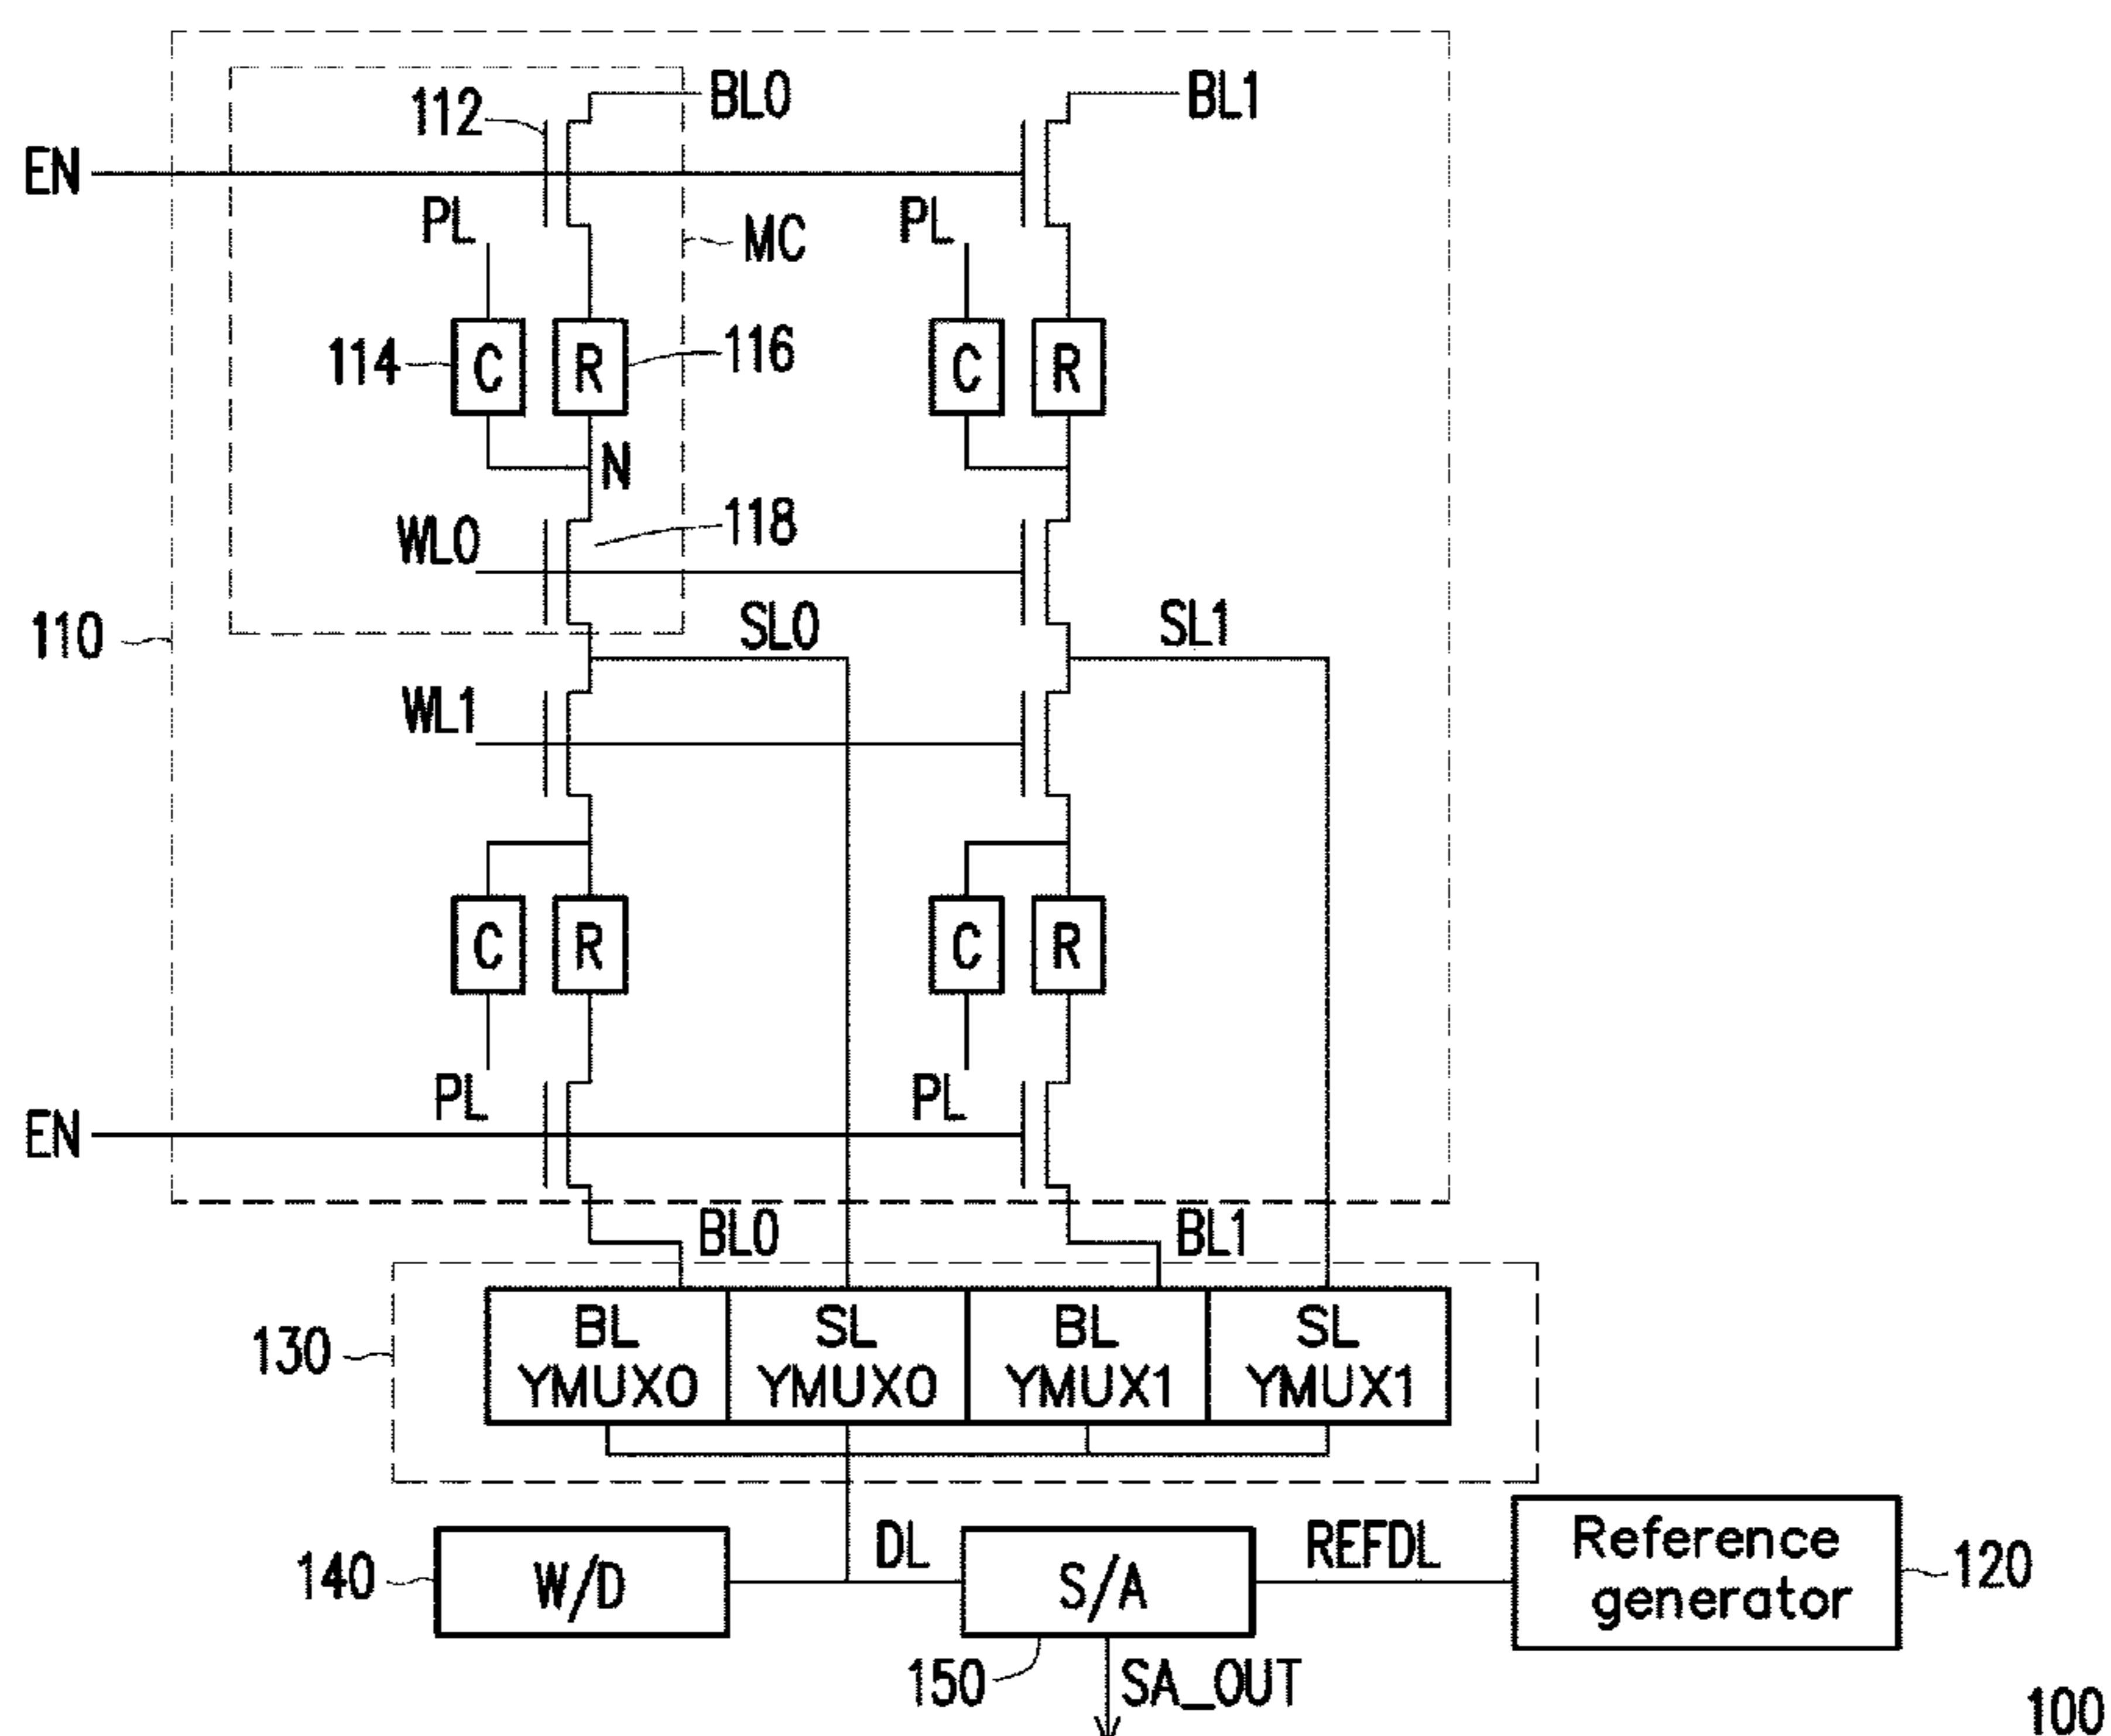 BL0
BL1
112
EN
PL
MC
PL
114
C
R
116
C
R
N
WL0
118
110
SL0
SL1
WL1
C
R
C
R
PL
PL
EN
BL0
BL1
130
BL
YMUX0
SL
YMUX0
BL
YMUX1
SL
YMUX1
140
W/D
DL
S/A
REFDL
Reference
generator
120
150
SA_OUT
100